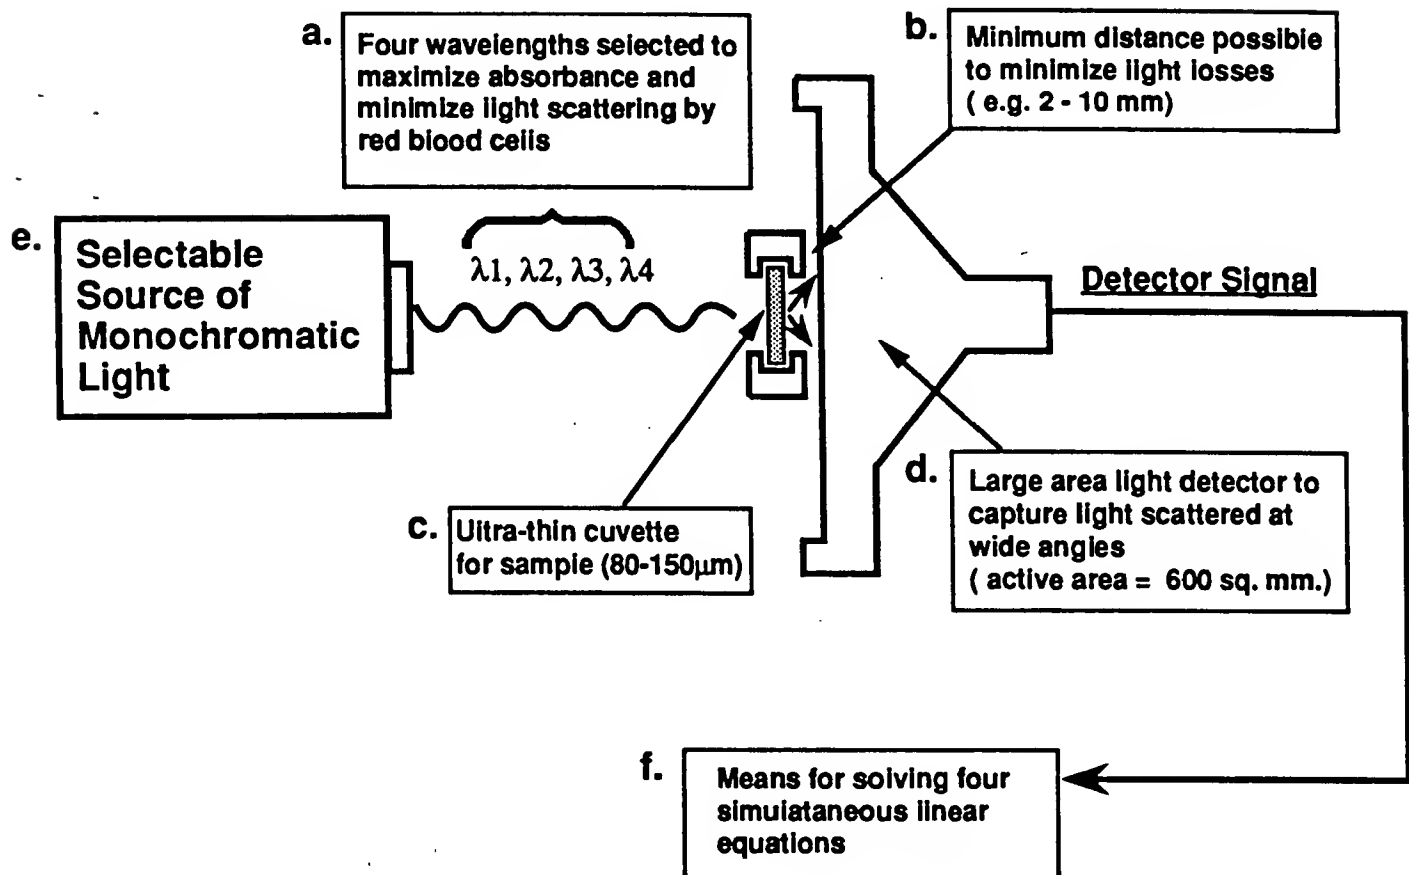 a.
Four wavelengths selected to
maximize absorbance and
minimize light scattering by
red blood cells
b.
Minimum distance possible
to minimize light losses
( e.g. 2 - 10 mm)
e.
Selectable
Source of
Monochromatic
Light
λ1, λ2, λ3, λ4
Detector Signal
c.
Ultra-thin cuvette
for sample (80-150μm)
d.
Large area light detector to
capture light scattered at
wide angles
( active area = 600 sq. mm.)
f.
Means for solving four
simulataneous linear
equations